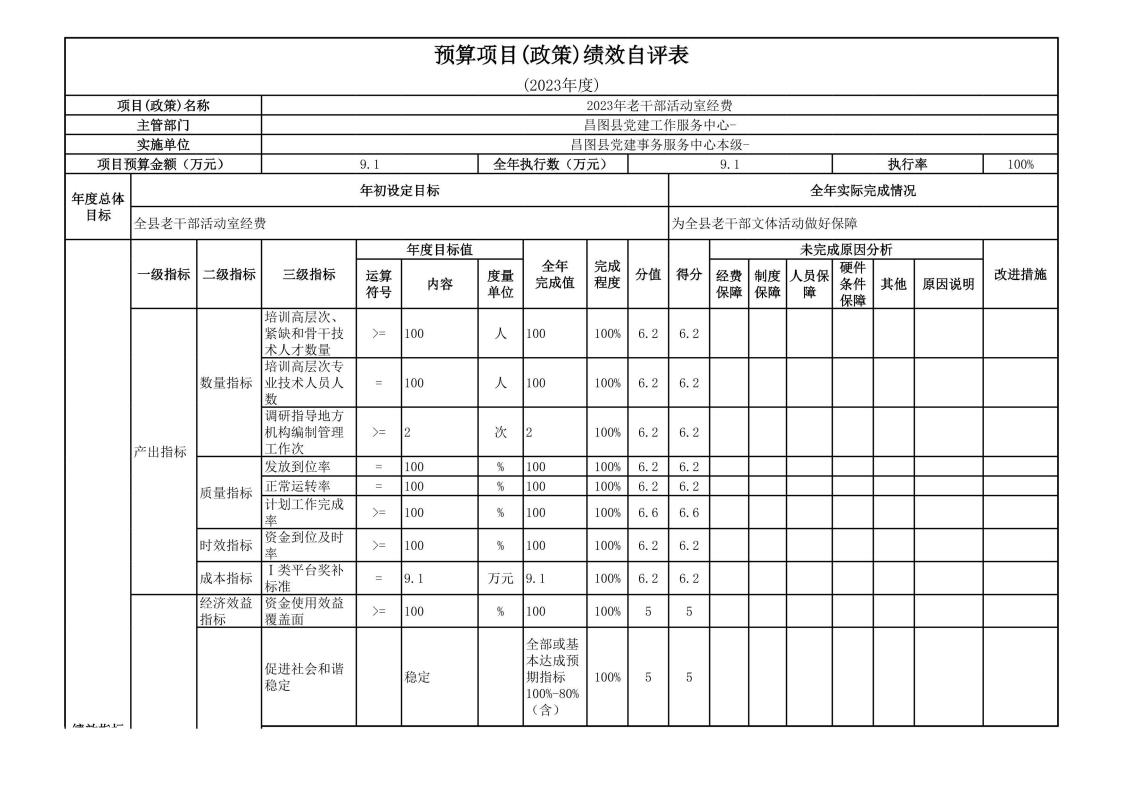 预算项目(政策)绩效自评表
(2023年度)
项目(政策)名称 2023年老干部活动室经费
主管部门 昌图县党建工作服务中心-
实施单位 昌图县党建事务服务中心本级-
项目预算金额（万元） 9.1 全年执行数（万元） 9.1 执行率 100%
年度总体
目标
年初设定目标 全年实际完成情况
全县老干部活动室经费 为全县老干部文体活动做好保障
一级指标 二级指标 三级指标
年度目标值
运算
符号
内容
度量
单位
全年
完成值
完成
程度
分值 得分
未完成原因分析
经费
保障
制度
保障
人员保
障
硬件
条件
保障
其他 原因说明
改进措施
产出指标
数量指标
培训高层次、
紧缺和骨干技
术人才数量
>= 100 人 100 100% 6.2 6.2
培训高层次专
业技术人员人
数
= 100 人 100 100% 6.2 6.2
调研指导地方
机构编制管理
工作次
>= 2 次 2 100% 6.2 6.2
质量指标
发放到位率 = 100 % 100 100% 6.2 6.2
正常运转率 = 100 % 100 100% 6.2 6.2
计划工作完成
率
>= 100 % 100 100% 6.6 6.6
时效指标
资金到位及时
率
>= 100 % 100 100% 6.2 6.2
成本指标
Ⅰ类平台奖补
标准
= 9.1 万元 9.1 100% 6.2 6.2
经济效益
指标
资金使用效益
覆盖面
>= 100 % 100 100% 5 5
促进社会和谐
稳定
稳定
全部或基
本达成预
期指标
100%-80%
（含）
100% 5 5